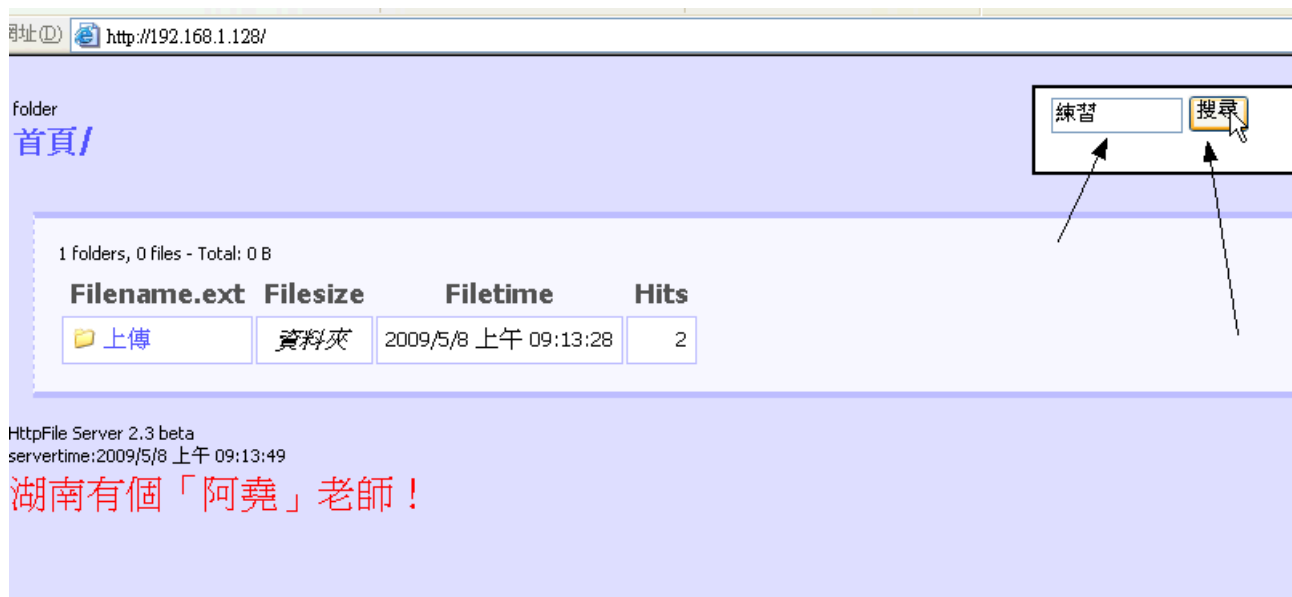 網址(D) http://192.168.1.128/
folder
首頁/
練習 搜尋
1 folders, 0 files - Total: 0 B
Filename.ext Filesize Filetime Hits
上傳 資料夾 2009/5/8 上午 09:13:28 2
HttpFile Server 2.3 beta
servertime:2009/5/8 上午 09:13:49
湖南有個「阿堯」老師！